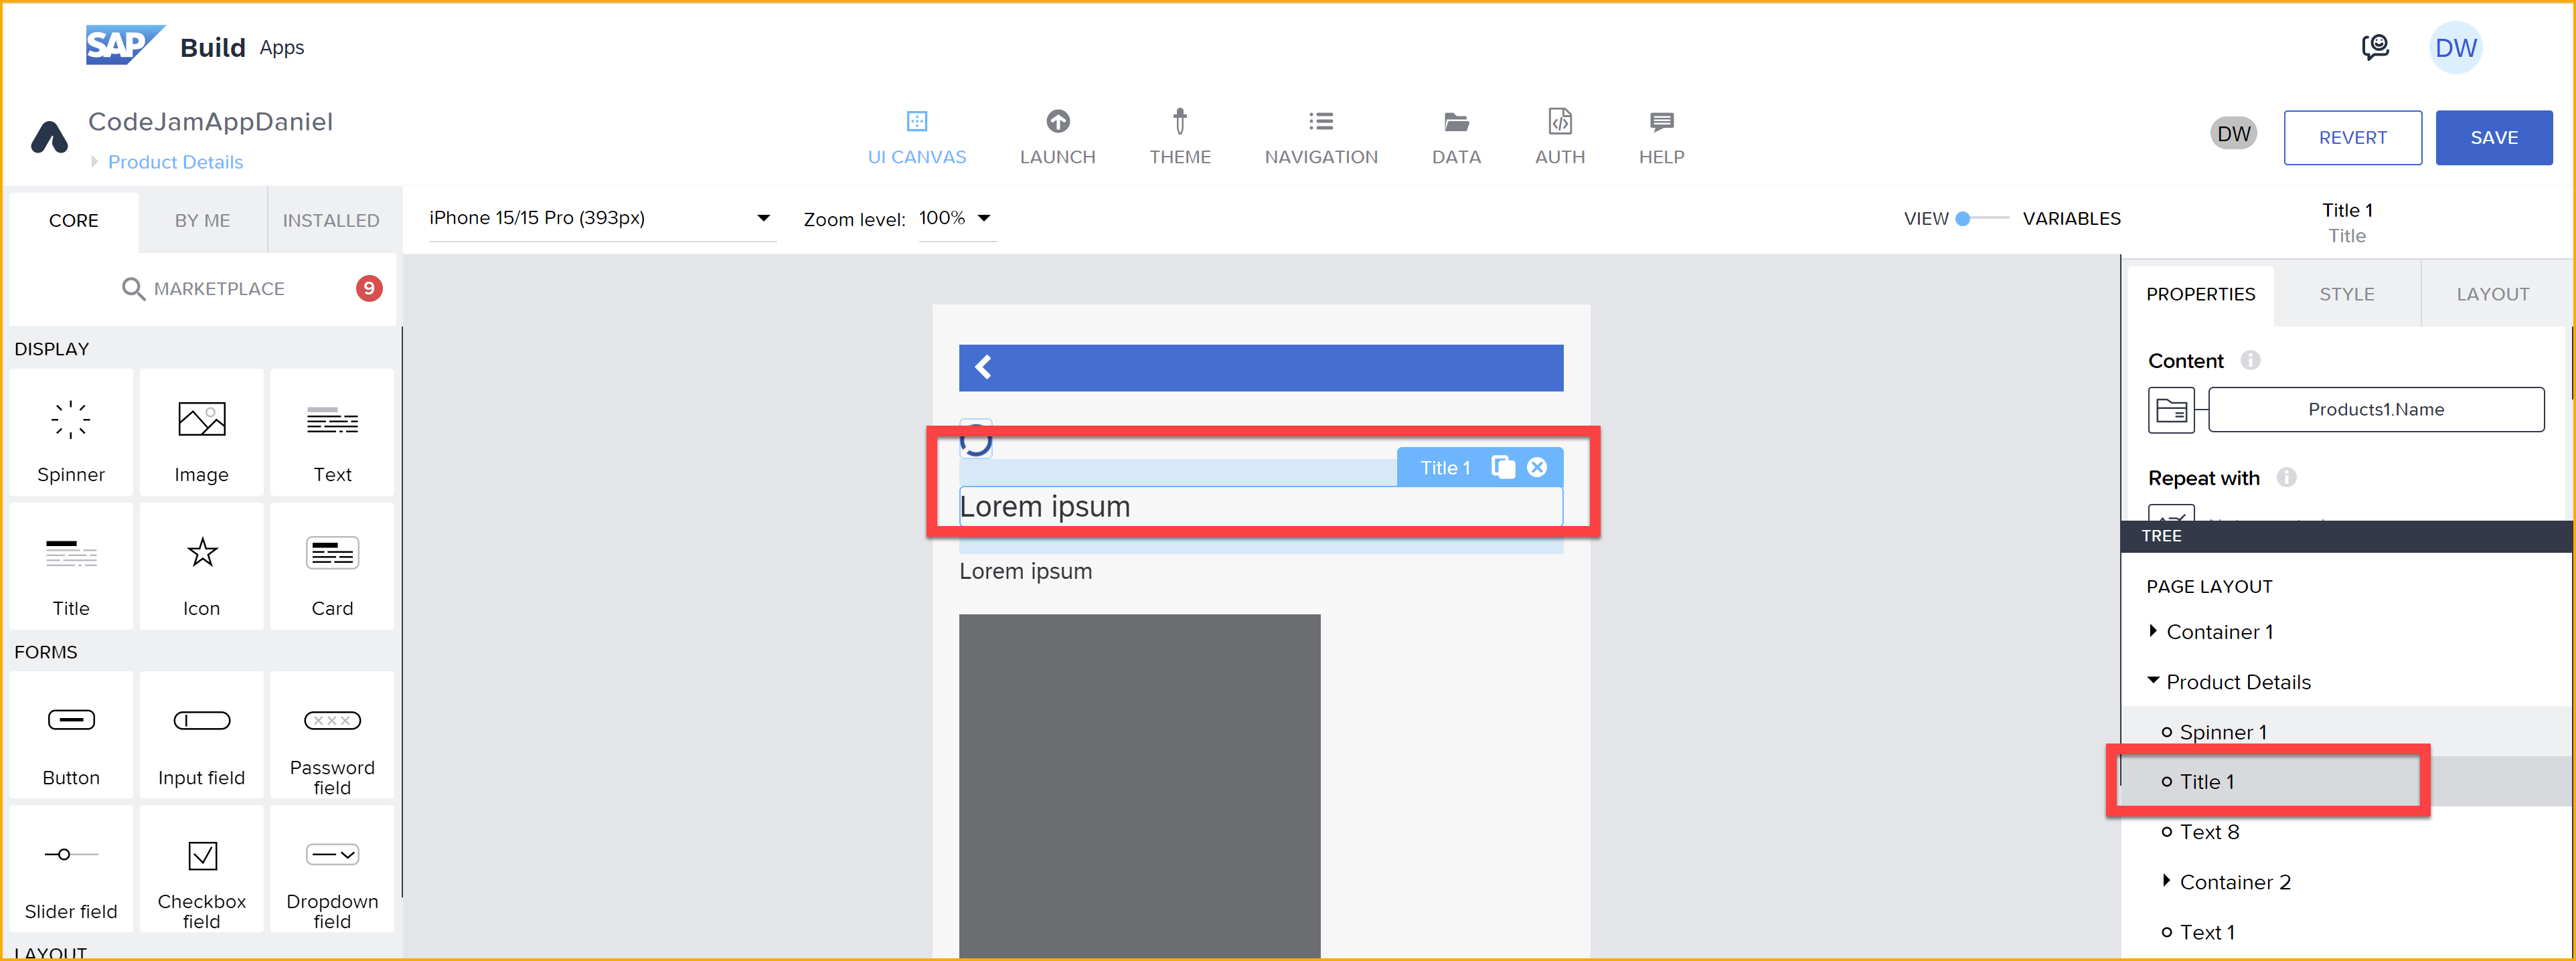 SAP Build Apps
DW
CodeJamAppDaniel
Product Details
UI CANVAS
LAUNCH
THEME
NAVIGATION
DATA
AUTH
HELP
DW
REVERT
SAVE
CORE
BY ME
INSTALLED
iPhone 15/15 Pro (393px)
Zoom level: 100%
VIEW
VARIABLES
Title 1
Title
MARKETPLACE
9
PROPERTIES
STYLE
LAYOUT
DISPLAY
Spinner
Image
Text
Title
Icon
Card
FORMS
Button
Input field
Password
field
Slider field
Checkbox
field
Dropdown
field
LAYOUT
Title 1
Lorem ipsum
Lorem ipsum
Content
Products1.Name
Repeat with
TREE
PAGE LAYOUT
Container 1
Product Details
Spinner 1
Title 1
Text 8
Container 2
Text 1